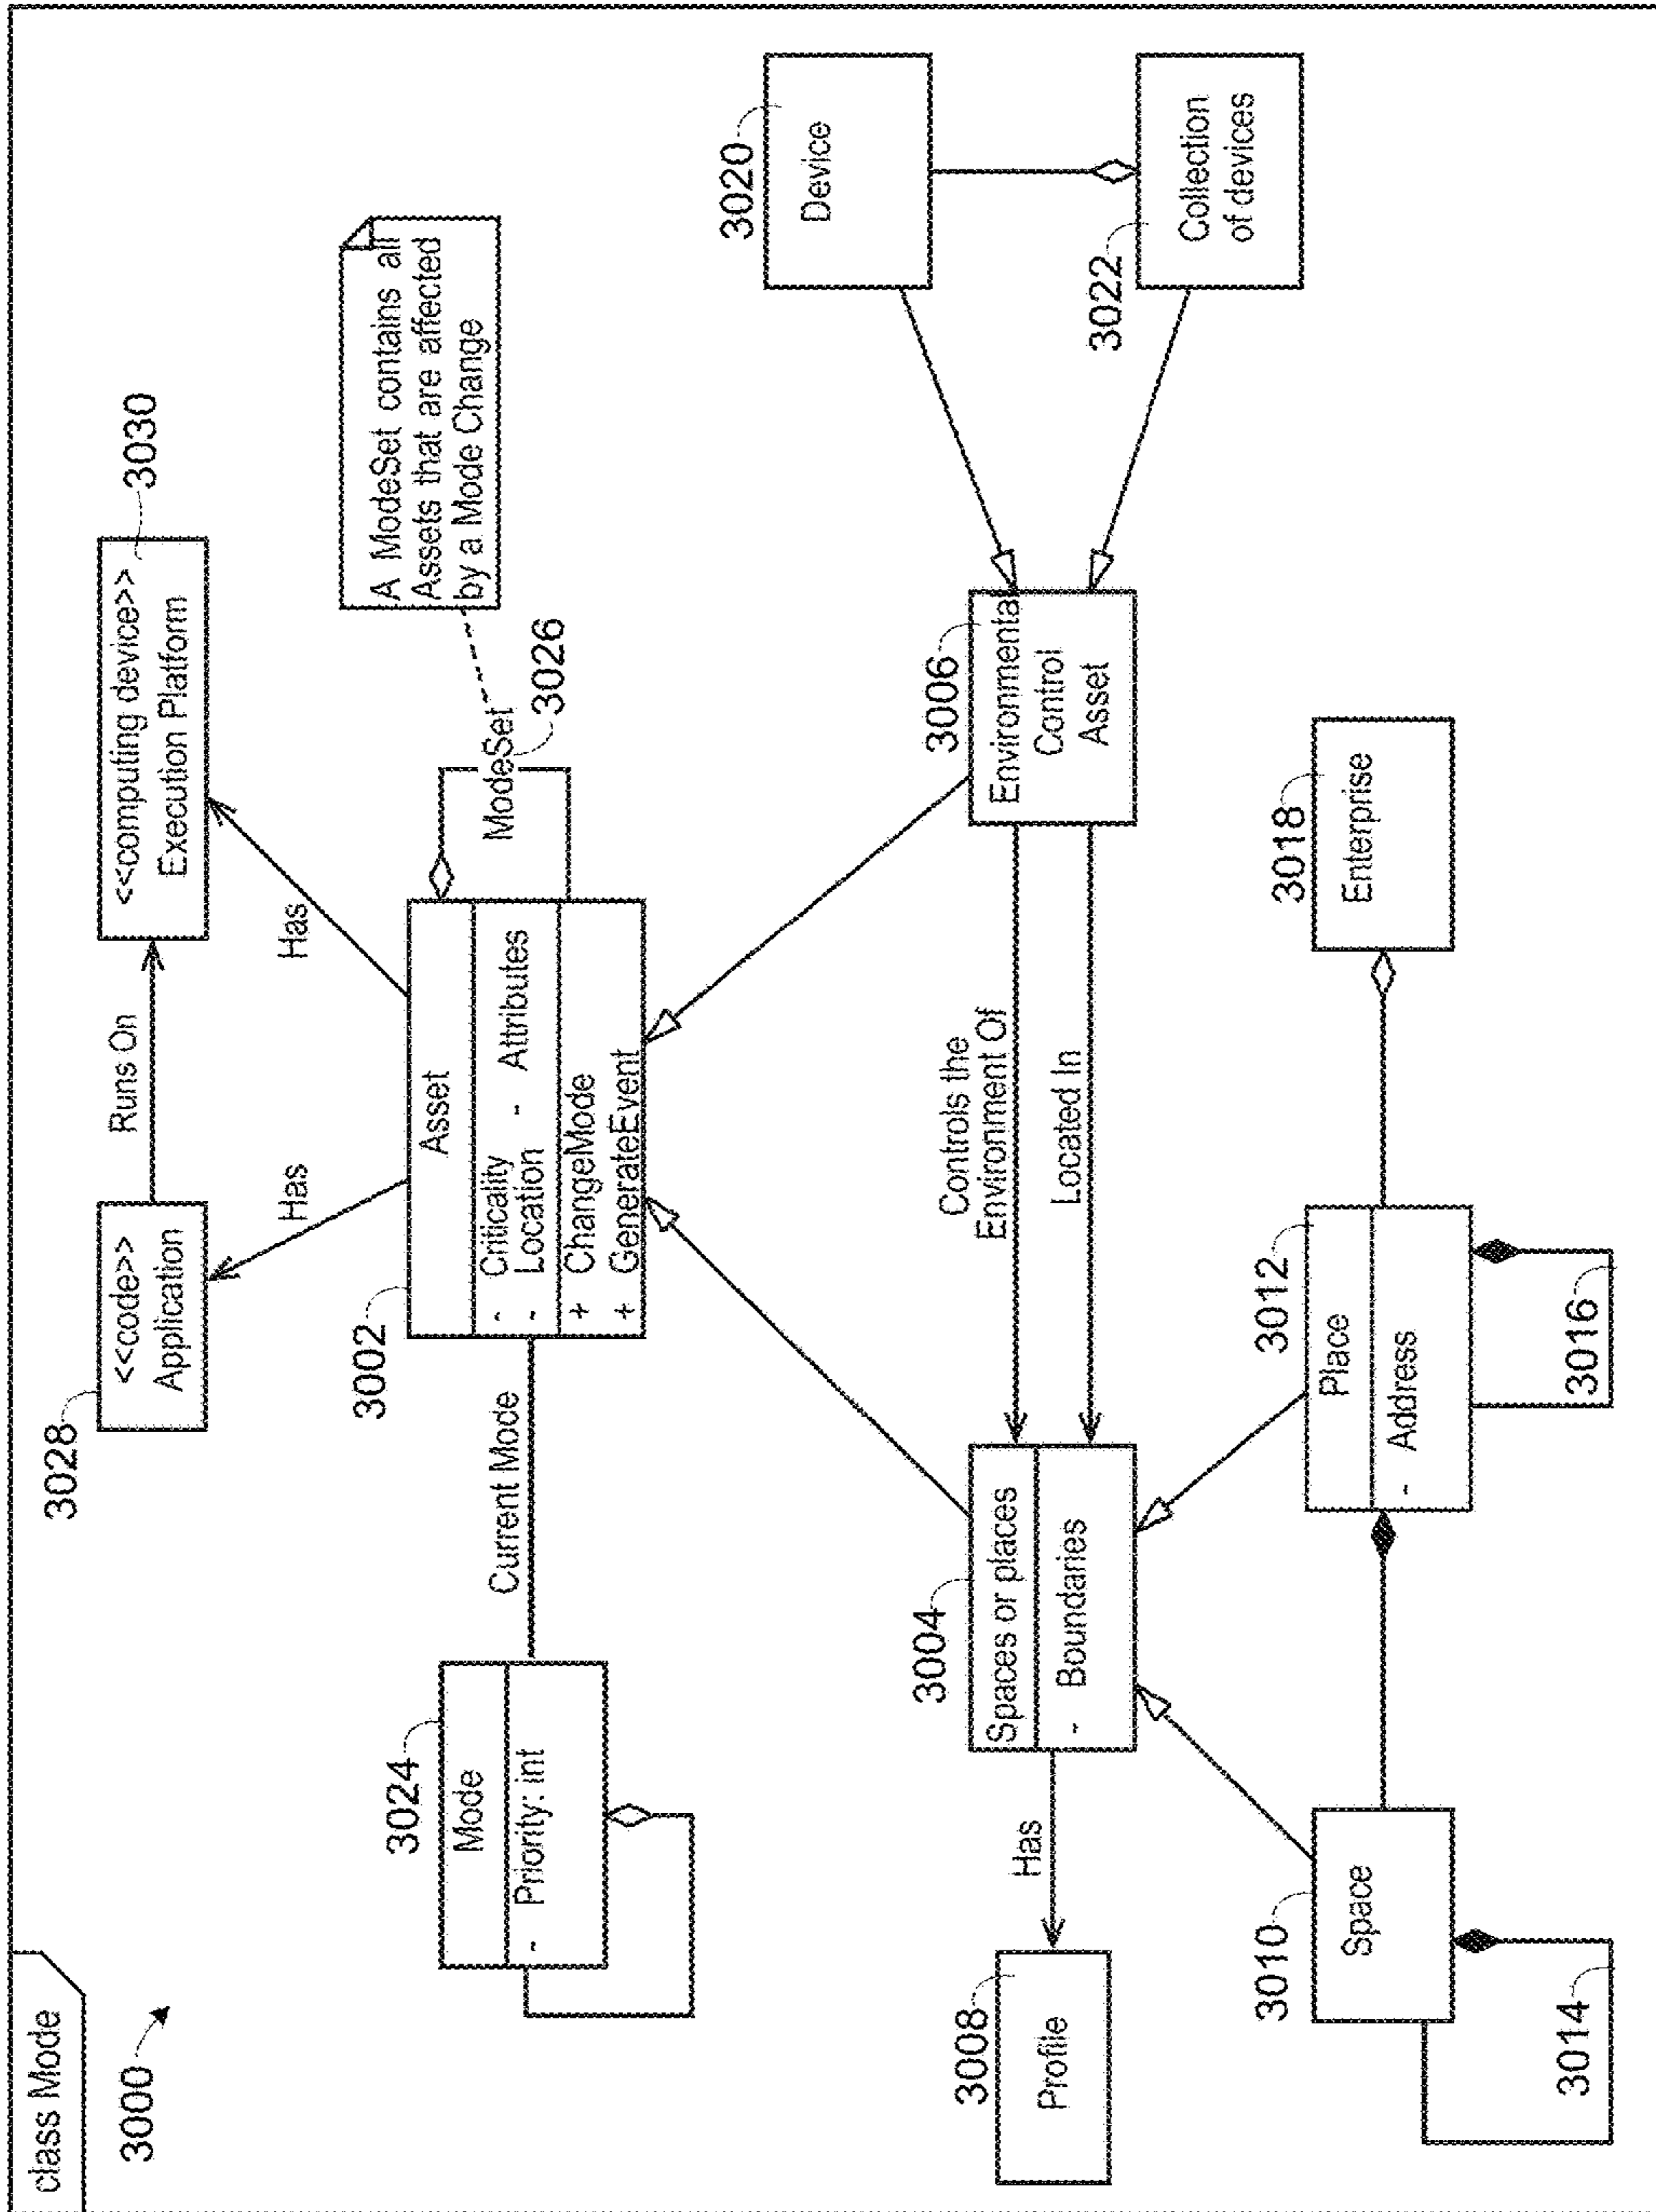 class Mode
3000
3028
<<code>>
Application
Runs On
<<computing device>>
Execution Platform
3030
Has
Has
3024
Mode
- Priority: int
Current Mode
3002
Asset
- Criticality
- Location - Attributes
+ ChangeMode
+ GenerateEvent
ModeSet
3026
A ModeSet contains all
Assets that are affected
by a Mode Change
3008
Profile
Has
3004
Spaces or places
- Boundaries
Controls the
Environment Of
Located In
3006
Environmental
Control
Asset
3020
Device
3022
Collection
of devices
3010
Space
3014
3012
Place
- Address
3016
3018
Enterprise